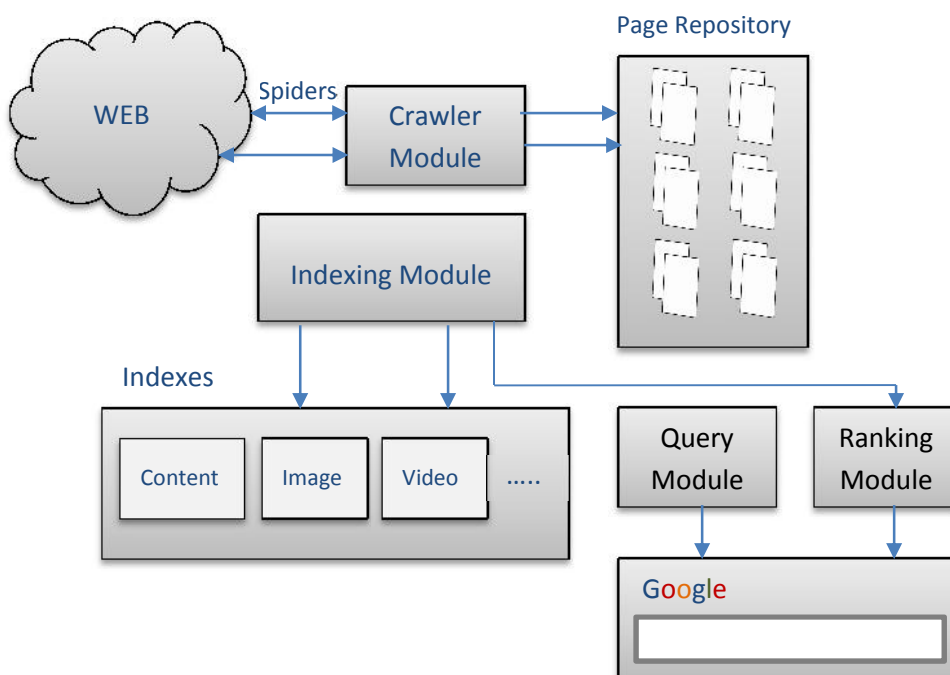 Page Repository
WEB
Spiders
Crawler
Module
Indexing Module
Indexes
Content
Image
Video
.....
Query
Module
Ranking
Module
Google